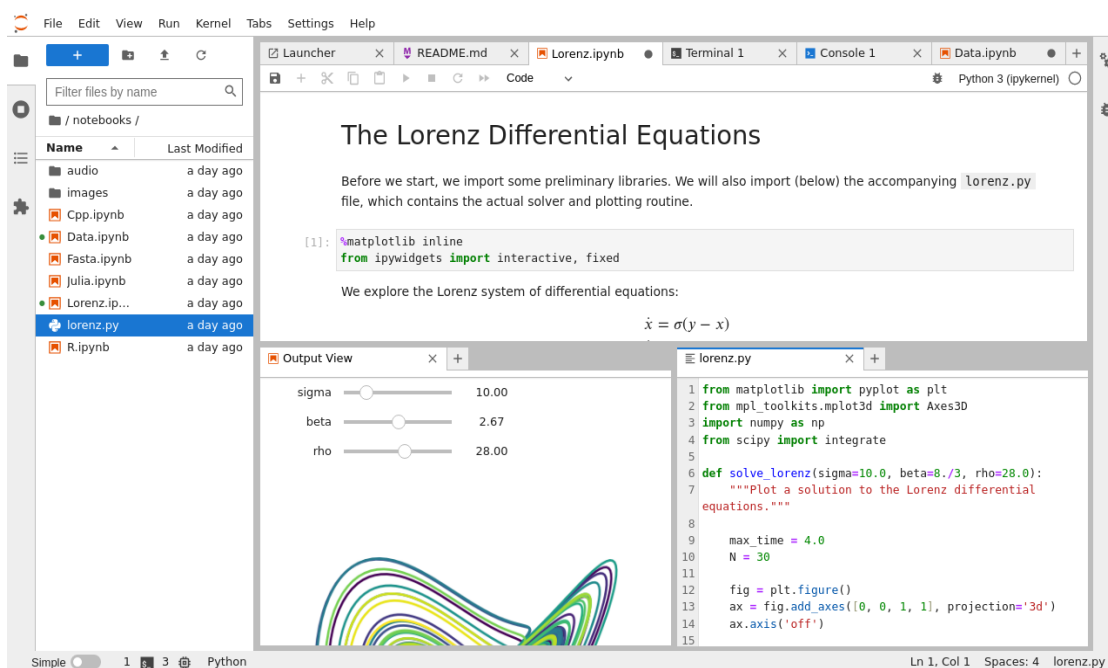 File Edit View Run Kernel Tabs Settings Help
+
Filter files by name
/ notebooks /
Name Last Modified
audio a day ago
images a day ago
Cpp.ipynb a day ago
Data.ipynb a day ago
Fasta.ipynb a day ago
Julia.ipynb a day ago
Lorenz.ip... a day ago
lorenz.py a day ago
R.ipynb a day ago
Launcher README.md Lorenz.ipynb Terminal 1 Console 1 Data.ipynb
Code Python 3 (ipykernel)
The Lorenz Differential Equations
Before we start, we import some preliminary libraries. We will also import (below) the accompanying lorenz.py
file, which contains the actual solver and plotting routine.
[1]: %matplotlib inline
from ipywidgets import interactive, fixed
We explore the Lorenz system of differential equations:
ẋ = σ(y − x)
Output View
sigma 10.00
beta 2.67
rho 28.00
lorenz.py
1 from matplotlib import pyplot as plt
2 from mpl_toolkits.mplot3d import Axes3D
3 import numpy as np
4 from scipy import integrate
5
6 def solve_lorenz(sigma=10.0, beta=8./3, rho=28.0):
7 """Plot a solution to the Lorenz differential
equations."""
8
9 max_time = 4.0
10 N = 30
11
12 fig = plt.figure()
13 ax = fig.add_axes([0, 0, 1, 1], projection='3d')
14 ax.axis('off')
15
Simple 1 3 Python Ln 1, Col 1 Spaces: 4 lorenz.py